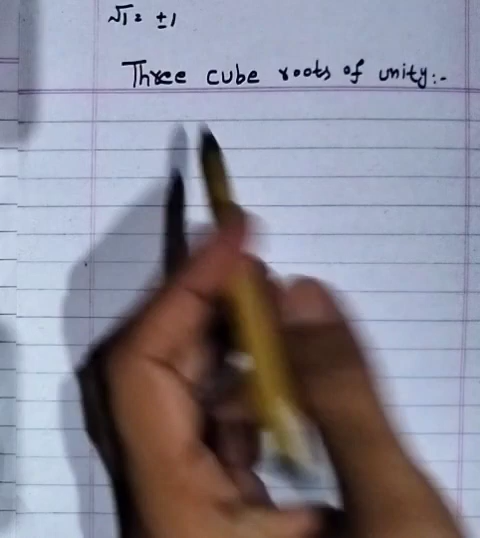 √1 = ±1
Three cube roots of unity:-